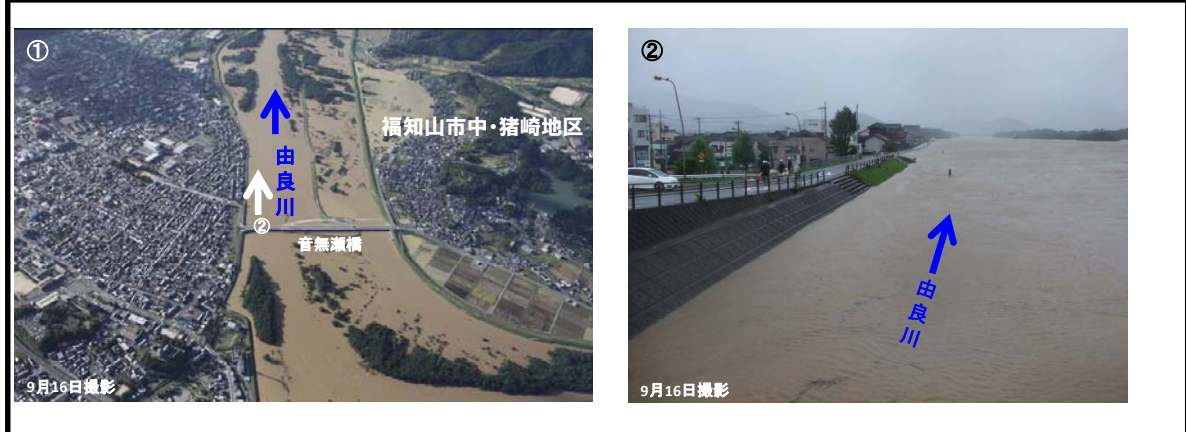 ①
福知山市中・猪崎地区
由良川
②
音無瀬橋
9月16日撮影
②
由良川
9月16日撮影